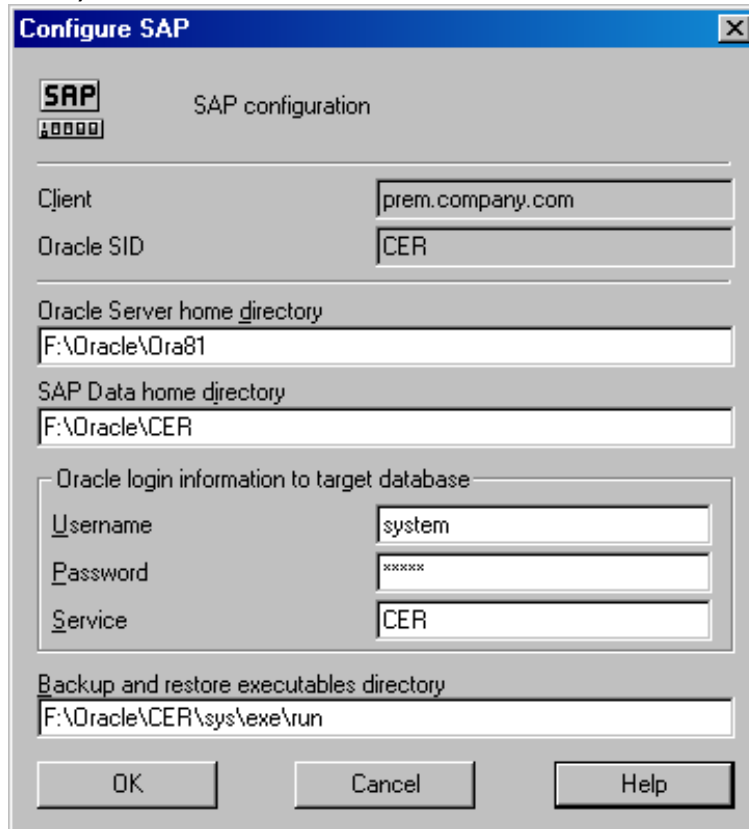 Configure SAP
SAP
SAP configuration
Client prem.company.com
Oracle SID CER
Oracle Server home directory
F:\Oracle\Ora81
SAP Data home directory
F:\Oracle\CER
Oracle login information to target database
Username system
Password *****
Service CER
Backup and restore executables directory
F:\Oracle\CER\sys\exe\run
OK Cancel Help